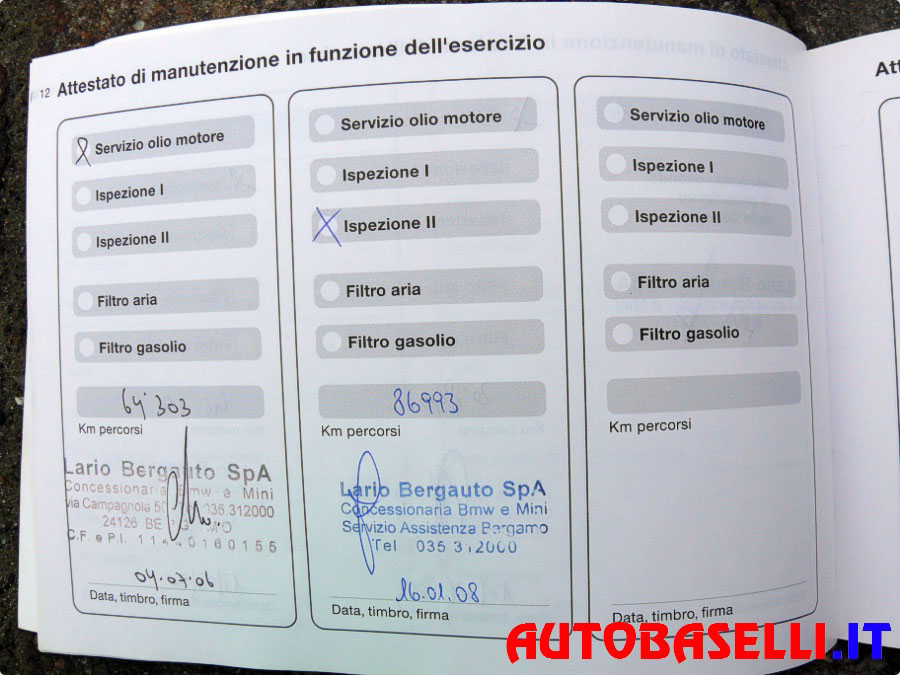 12 Attestato di manutenzione in funzione dell'esercizio
Servizio olio motore
Ispezione I
Ispezione II
Filtro aria
Filtro gasolio
64'303
Km percorsi
Lario Bergauto SpA
Concessionaria Bmw e Mini
via Campagnola 035.312000
24126
C.F. e P.I.
04.07.06
Data, timbro, firma
Servizio olio motore
Ispezione I
X Ispezione II
Filtro aria
Filtro gasolio
86993
Km percorsi
Lario Bergauto SpA
Concessionaria Bmw e Mini
Servizio Assistenza Bergamo
Tel 035 312000
16.01.08
Data, timbro, firma
Servizio olio motore
Ispezione I
Ispezione II
Filtro aria
Filtro gasolio
Km percorsi
Data, timbro, firma
AUTOBASELLI.IT